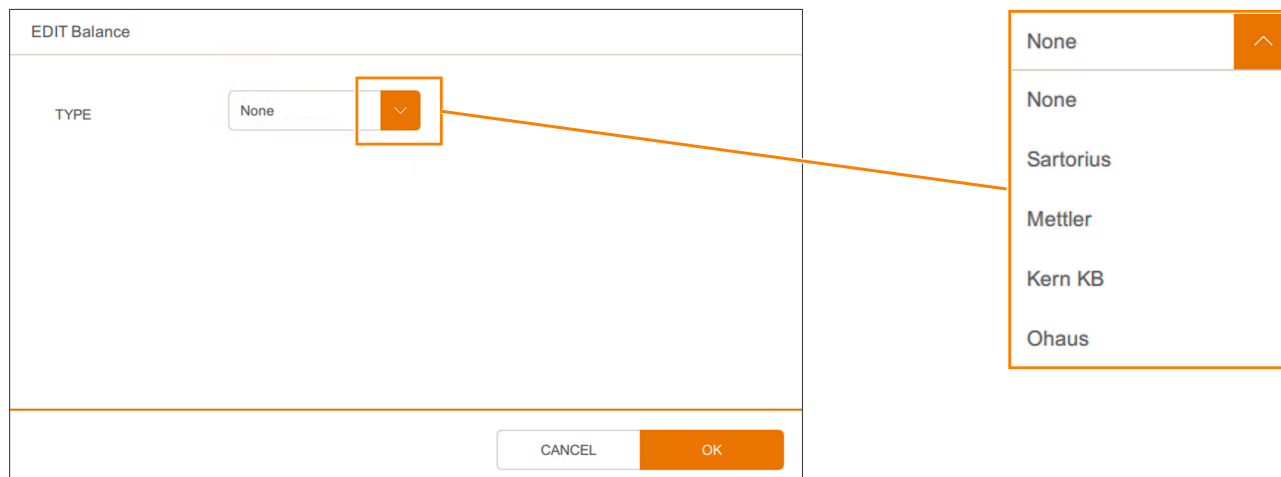 EDIT Balance
TYPE
None
CANCEL
OK
None
None
Sartorius
Mettler
Kern KB
Ohaus